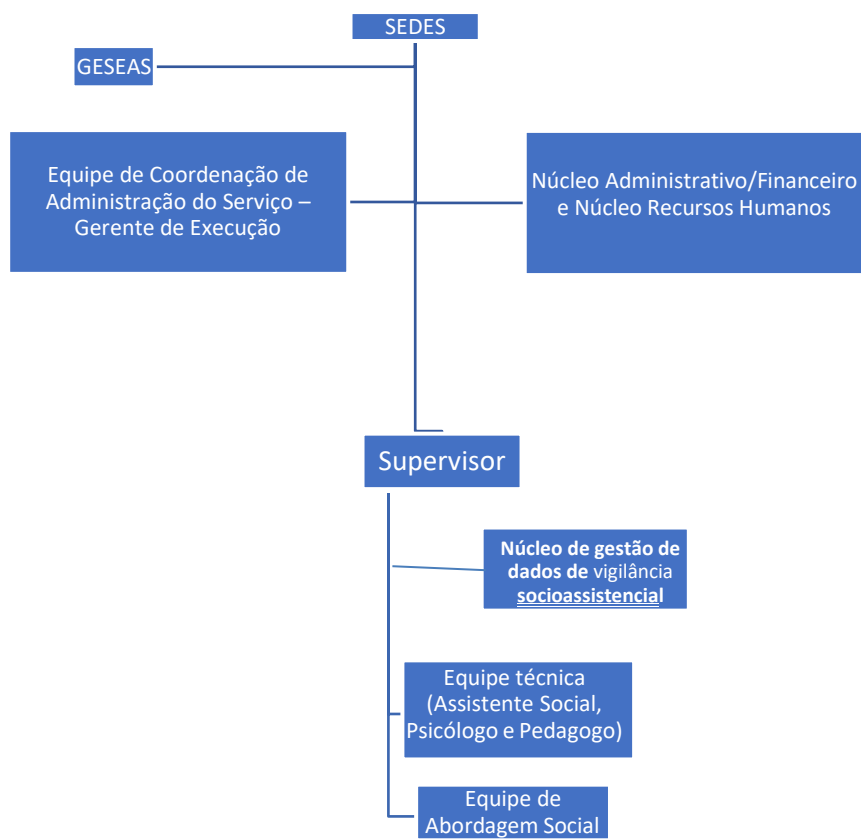 SEDES
GESEAS
Equipe de Coordenação de
Administração do Serviço –
Gerente de Execução
Núcleo Administrativo/Financeiro
e Núcleo Recursos Humanos
Supervisor
Núcleo de gestão de
dados de vigilância
socioassistencial
Equipe técnica
(Assistente Social,
Psicólogo e Pedagogo)
Equipe de
Abordagem Social